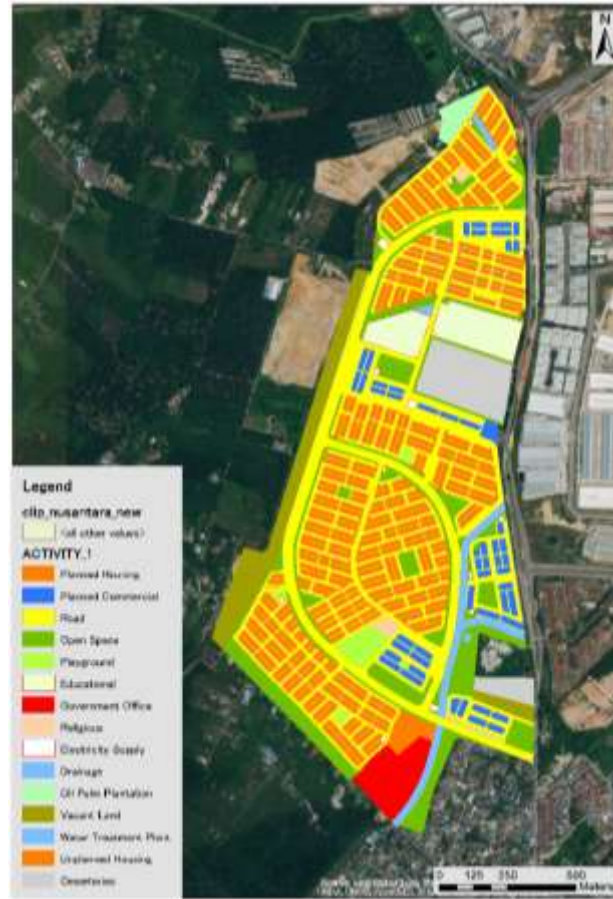 N
Legend
clip_nusantara_new
<all other values>
ACTIVITY_1
Planned Housing
Planned Commercial
Road
Open Space
Playground
Educational
Government Office
Religious
Electricity Supply
Drainage
Oil Palm Plantation
Vacant Land
Water Treatment Plant
Unplanned Housing
Cemeteries
0 125 250 500
Meters